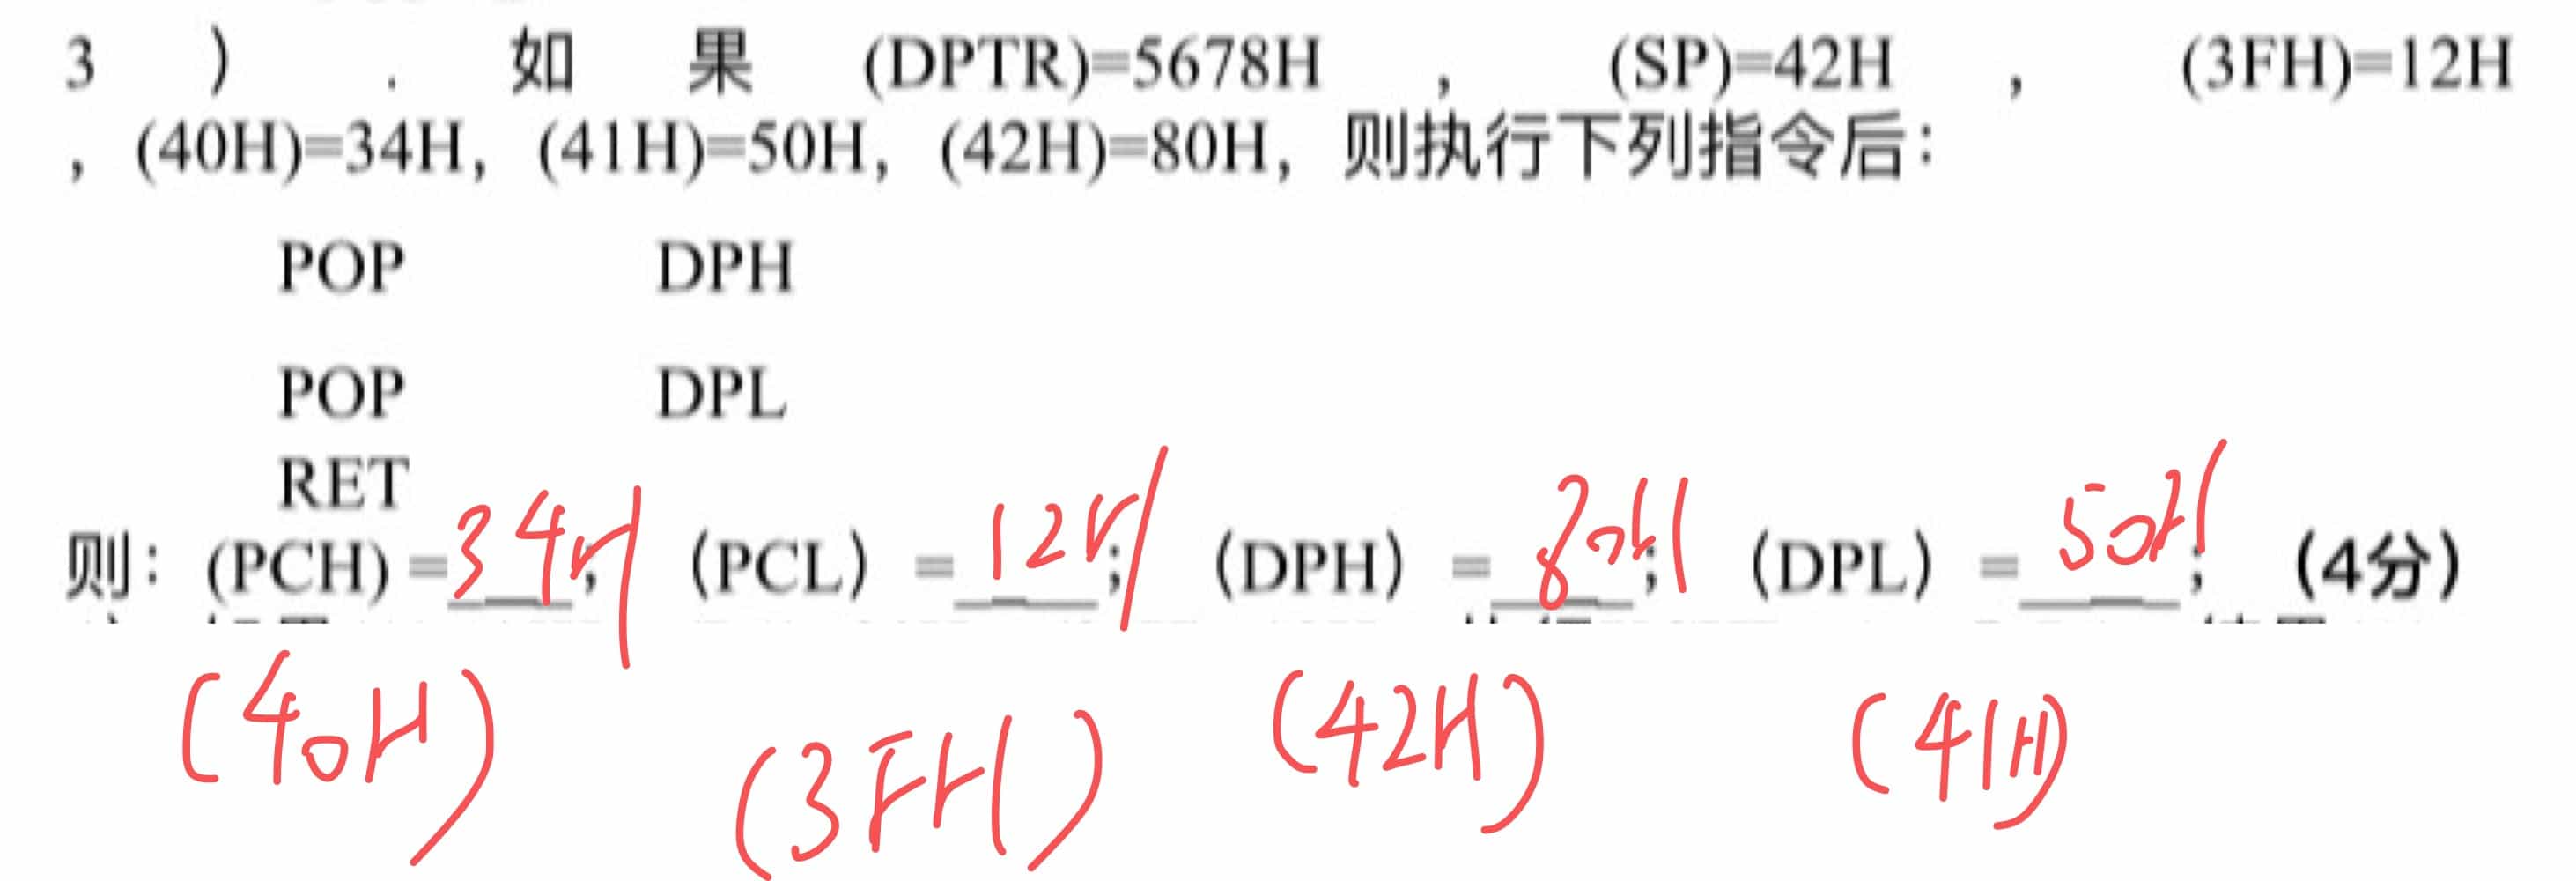 3 ) . 如 果 (DPTR)=5678H , (SP)=42H , (3FH)=12H
, (40H)=34H, (41H)=50H, (42H)=80H, 则执行下列指令后:
POP DPH
POP DPL
RET
则: (PCH) =34H; (PCL) =12H; (DPH) =80H; (DPL) =50H; (4分)
(40H) (3FH) (42H) (41H)